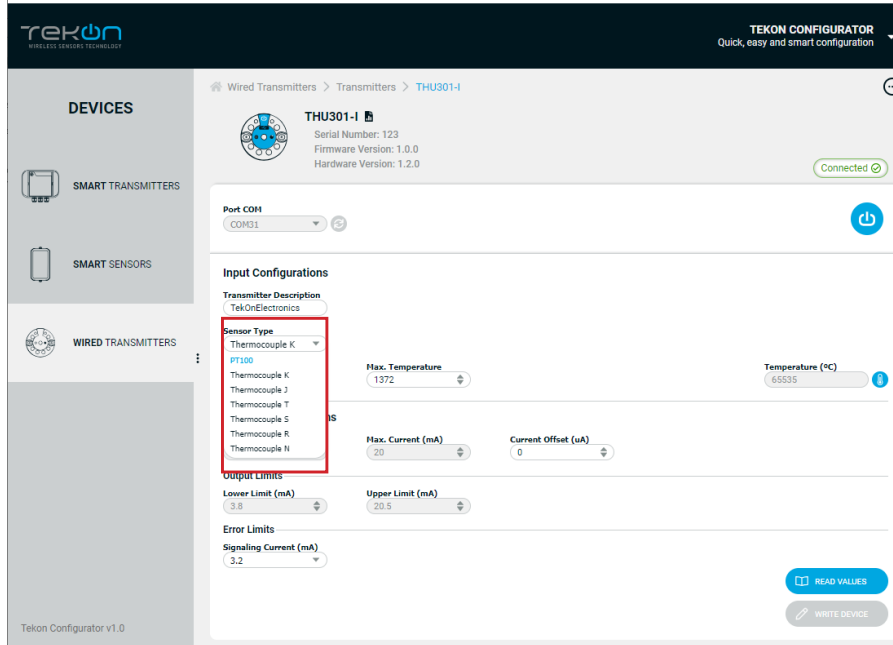 TEKON
WIRELESS SENSORS TECHNOLOGY
TEKON CONFIGURATOR
Quick, easy and smart configuration
DEVICES
SMART TRANSMITTERS
SMART SENSORS
WIRED TRANSMITTERS
Tekon Configurator v1.0
Wired Transmitters > Transmitters > THU301-I
THU301-I
Serial Number: 123
Firmware Version: 1.0.0
Hardware Version: 1.2.0
Connected
Port COM
COM31
Input Configurations
Transmitter Description
TekOnElectronics
Sensor Type
Thermocouple K
PT100
Thermocouple K
Thermocouple J
Thermocouple T
Thermocouple S
Thermocouple R
Thermocouple N
Max. Temperature
1372
Temperature (ºC)
65535
ns
Max. Current (mA)
20
Current Offset (uA)
0
Output Limits
Lower Limit (mA)
3.8
Upper Limit (mA)
20.5
Error Limits
Signaling Current (mA)
3.2
READ VALUES
WRITE DEVICE